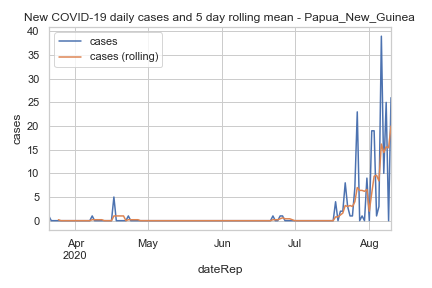 New COVID-19 daily cases and 5 day rolling mean - Papua_New_Guinea
40
35
30
25
20
15
10
5
0
cases
cases
cases (rolling)
Apr
2020
May
Jun
Jul
Aug
dateRep